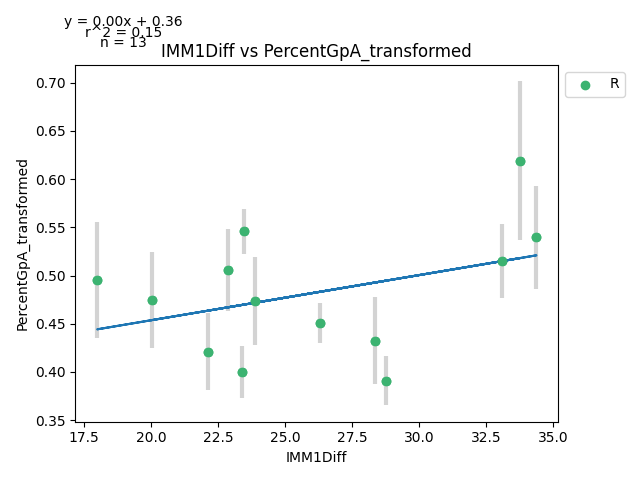 y = 0.00x + 0.36
r^2 = 0.15
n = 13
IMM1Diff vs PercentGpA_transformed
R
0.70
0.65
0.60
0.55
0.50
0.45
0.40
0.35
PercentGpA_transformed
17.5 20.0 22.5 25.0 27.5 30.0 32.5 35.0
IMM1Diff